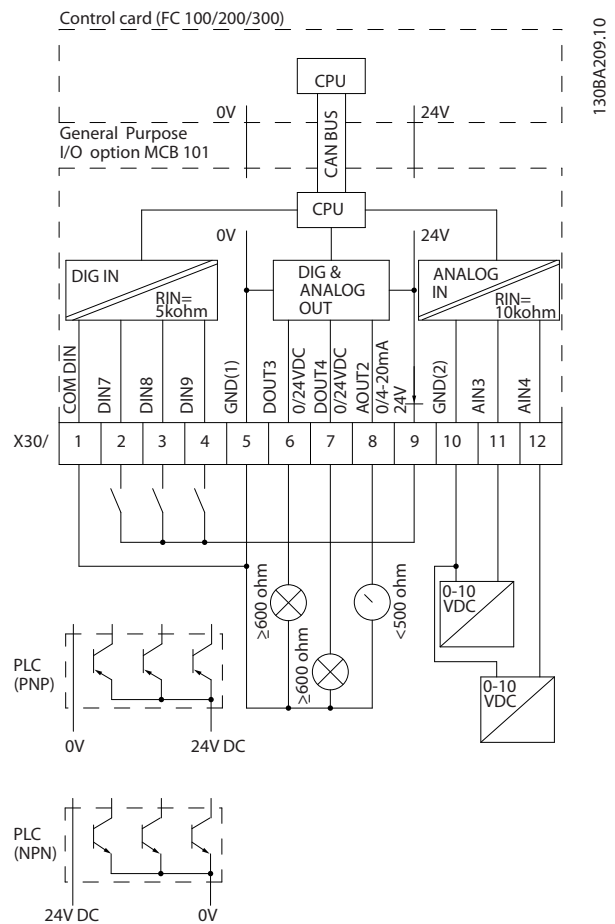 Control card (FC 100/200/300)
130BA209.10
CPU
0V
24V
General Purpose
I/O option MCB 101
CAN BUS
CPU
0V
24V
DIG IN
RIN=
5kohm
DIG &
ANALOG
OUT
ANALOG
IN
RIN=
10kohm
COM DIN
DIN7
DIN8
DIN9
GND(1)
DOUT3
0/24VDC
DOUT4
0/24VDC
AOUT2
0/4-20mA
24V
GND(2)
AIN3
AIN4
X30/
1
2
3
4
5
6
7
8
9
10
11
12
≥600 ohm
≥600 ohm
<500 ohm
0-10
VDC
0-10
VDC
PLC
(PNP)
0V
24V DC
PLC
(NPN)
24V DC
0V